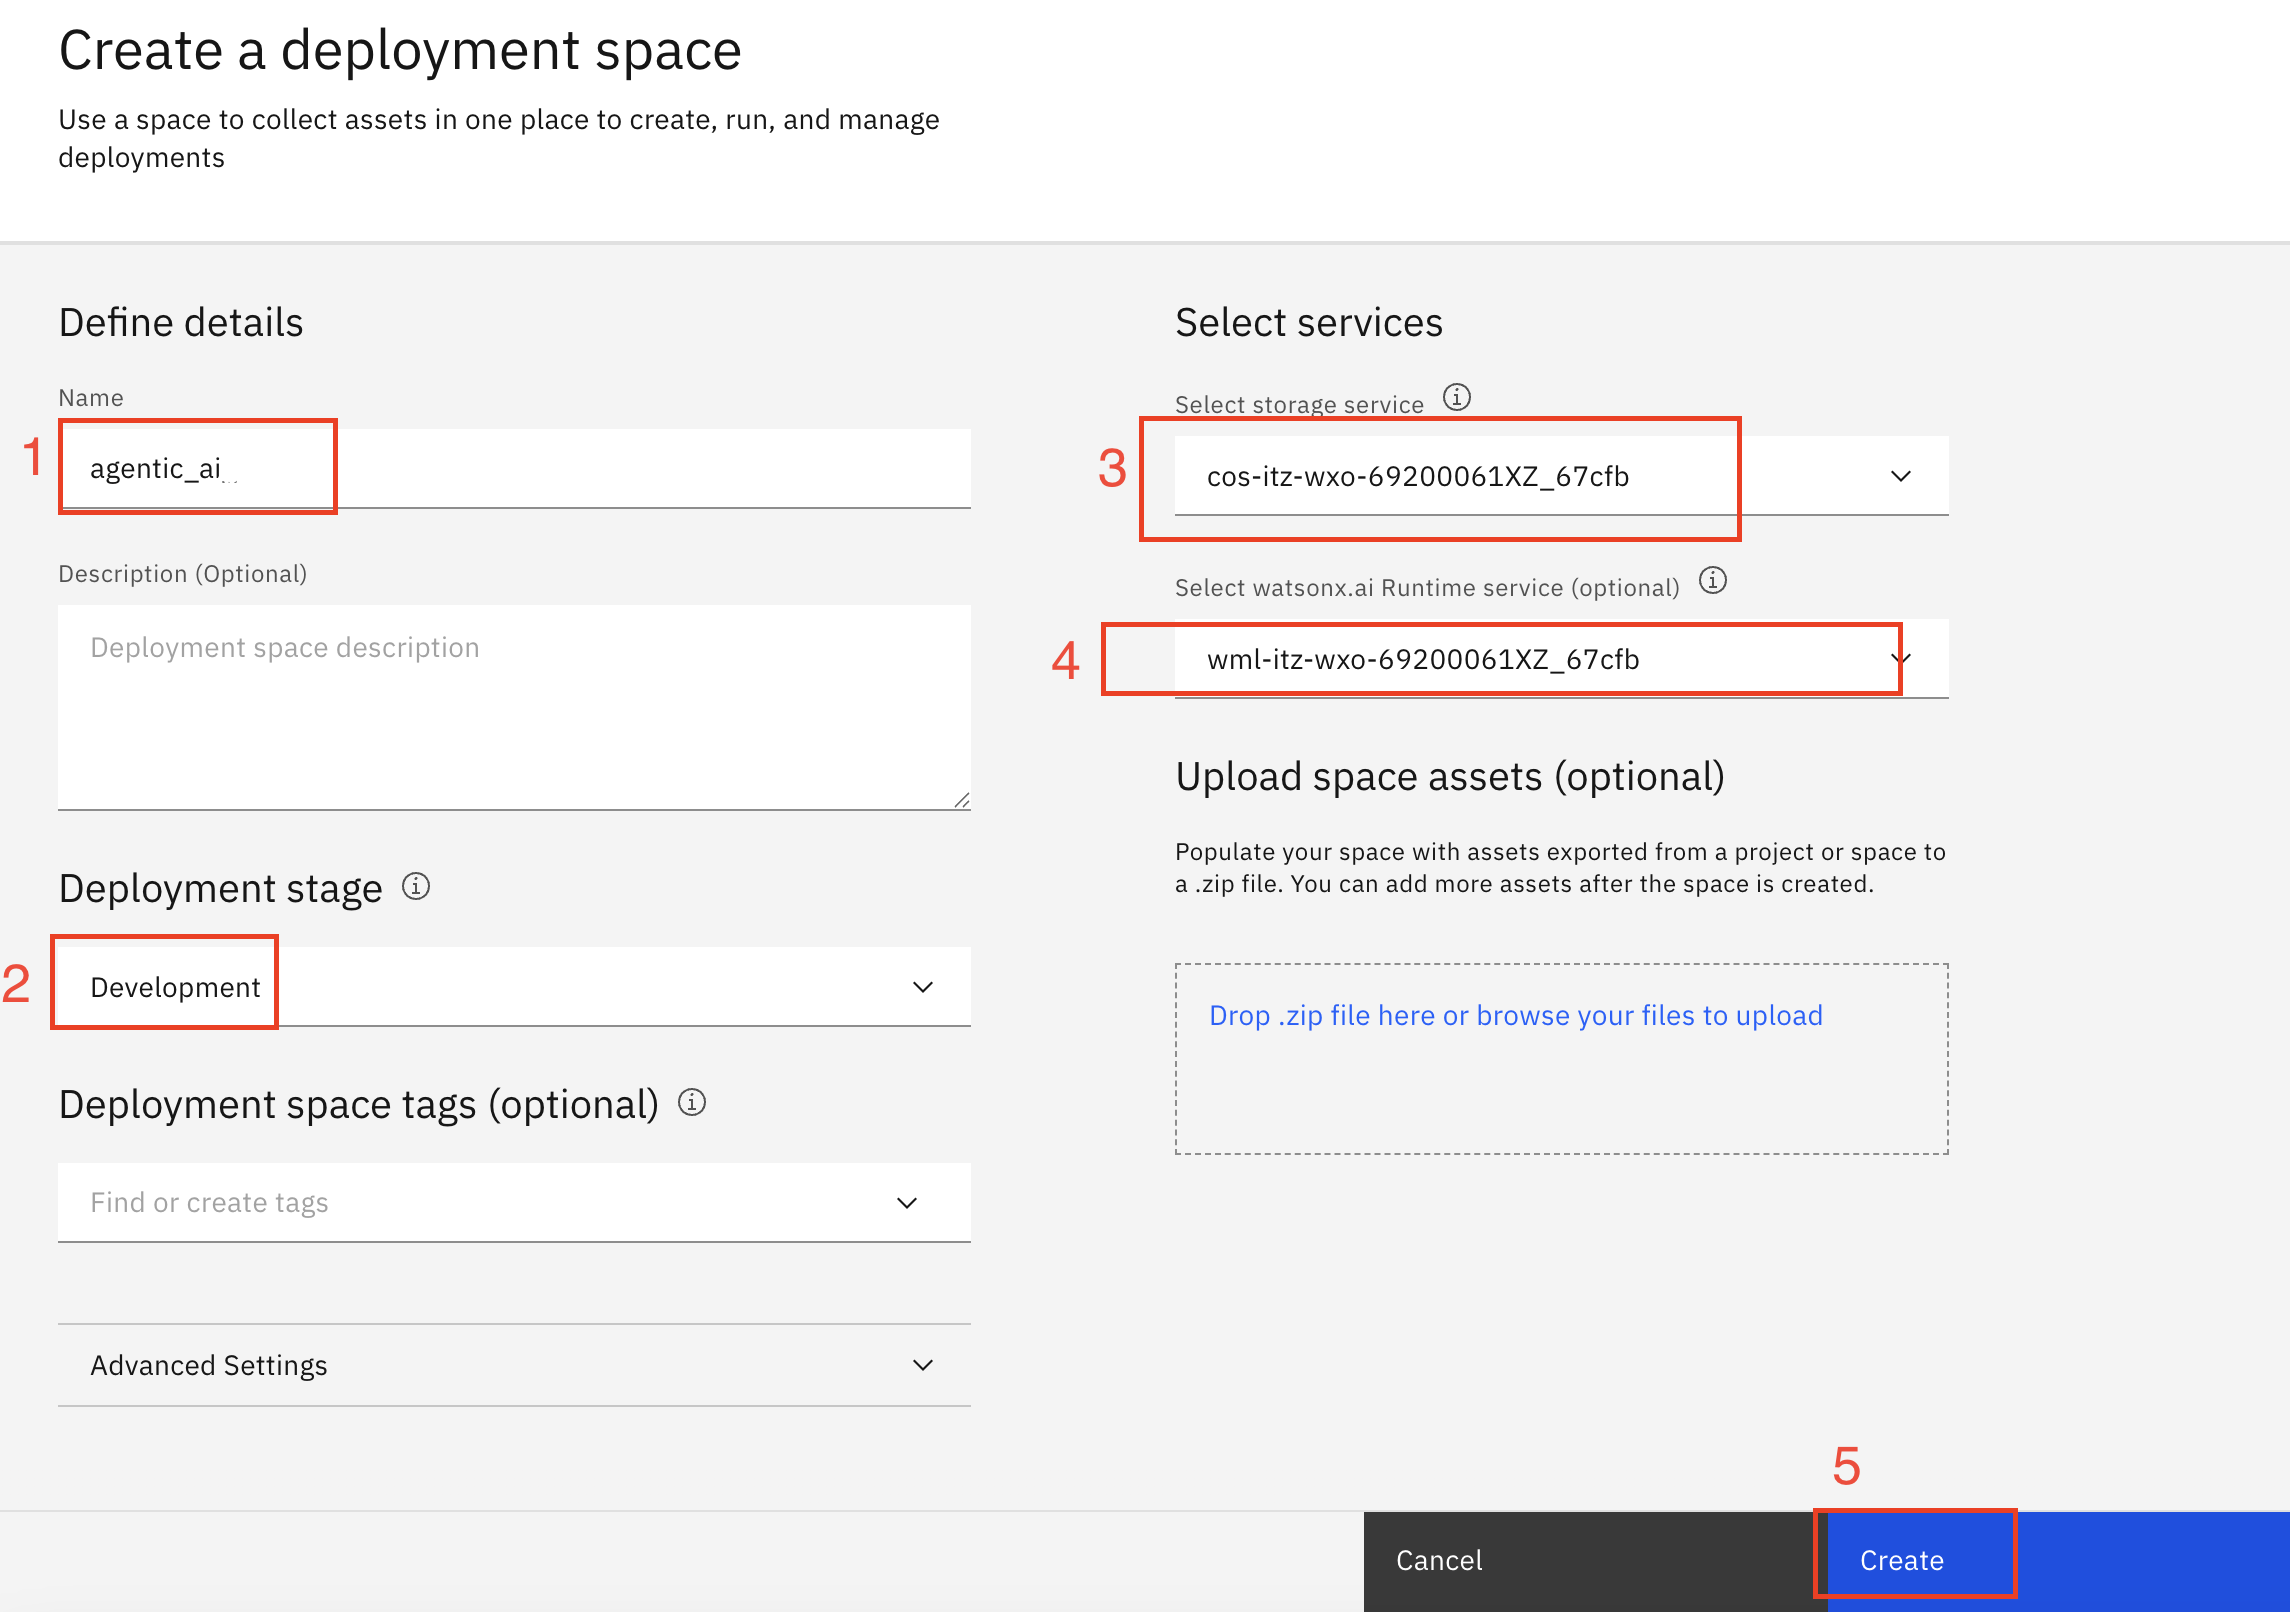 Create a deployment space
Use a space to collect assets in one place to create, run, and manage
deployments
Define details
Name
1
agentic_ai
Description (Optional)
Deployment space description
Deployment stage
2
Development
Deployment space tags (optional)
Find or create tags
Advanced Settings
Select services
Select storage service
3
cos-itz-wxo-69200061XZ_67cfb
Select watsonx.ai Runtime service (optional)
4
wml-itz-wxo-69200061XZ_67cfb
Upload space assets (optional)
Populate your space with assets exported from a project or space to
a .zip file. You can add more assets after the space is created.
Drop .zip file here or browse your files to upload
5
Cancel
Create